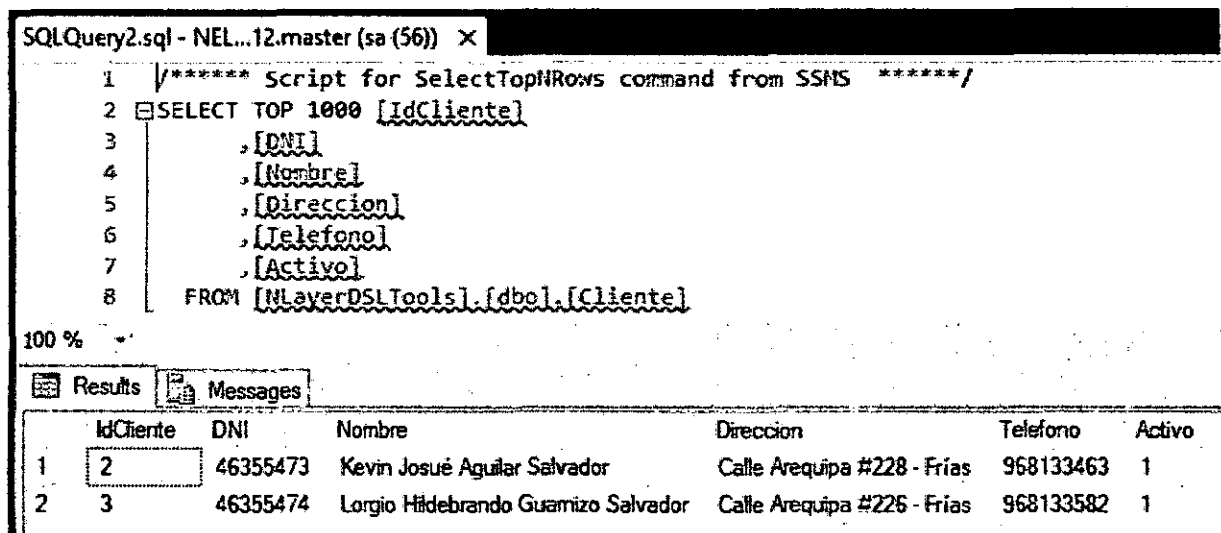 SQLQuery2.sql - NEL...12.master (sa (56)) ×
1 /****** Script for SelectTopNRows command from SSMS ******/
2 SELECT TOP 1000 [IdCliente]
3 ,[DNI]
4 ,[Nombre]
5 ,[Direccion]
6 ,[Telefono]
7 ,[Activo]
8 FROM [NLayerDSLTools].[dbo].[Cliente]
100 %
Results Messages
IdCliente DNI Nombre Direccion Telefono Activo
1 2 46355473 Kevin Josué Aguilar Salvador Calle Arequipa #228 - Frías 968133463 1
2 3 46355474 Lorgio Hildebrando Guarnizo Salvador Calle Arequipa #226 - Frías 968133582 1